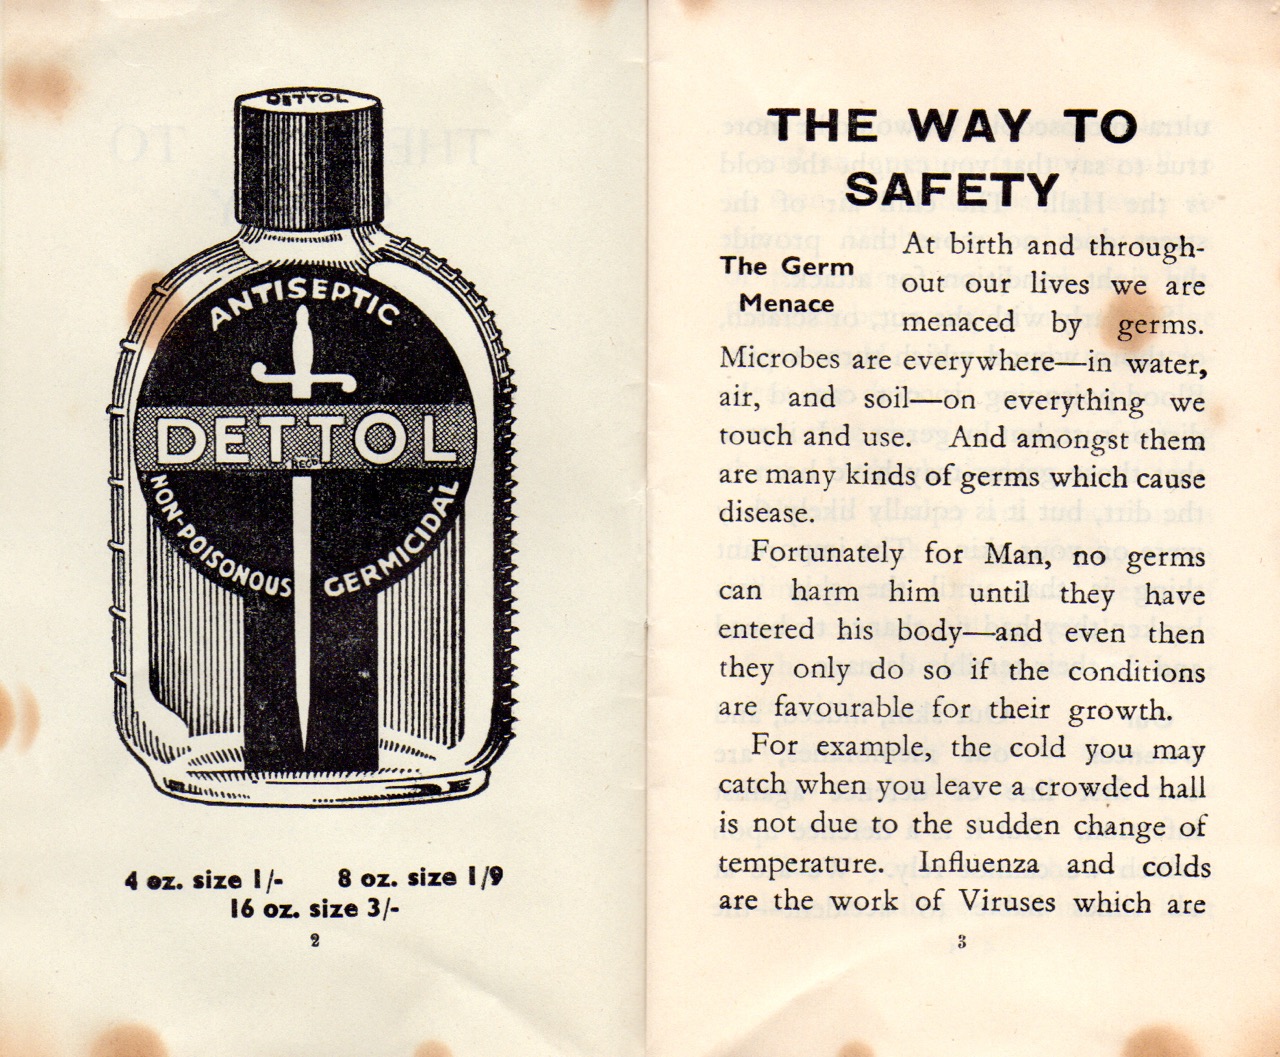 DETTOL
ANTISEPTIC
DETTOL
REGD
NON-POISONOUS GERMICIDAL
4 oz. size 1/- 8 oz. size 1/9
16 oz. size 3/-
2
THE WAY TO
SAFETY
The Germ
Menace
At birth and through-
out our lives we are
menaced by germs.
Microbes are everywhere—in water,
air, and soil—on everything we
touch and use. And amongst them
are many kinds of germs which cause
disease.
Fortunately for Man, no germs
can harm him until they have
entered his body—and even then
they only do so if the conditions
are favourable for their growth.
For example, the cold you may
catch when you leave a crowded hall
is not due to the sudden change of
temperature. Influenza and colds
are the work of Viruses which are
3